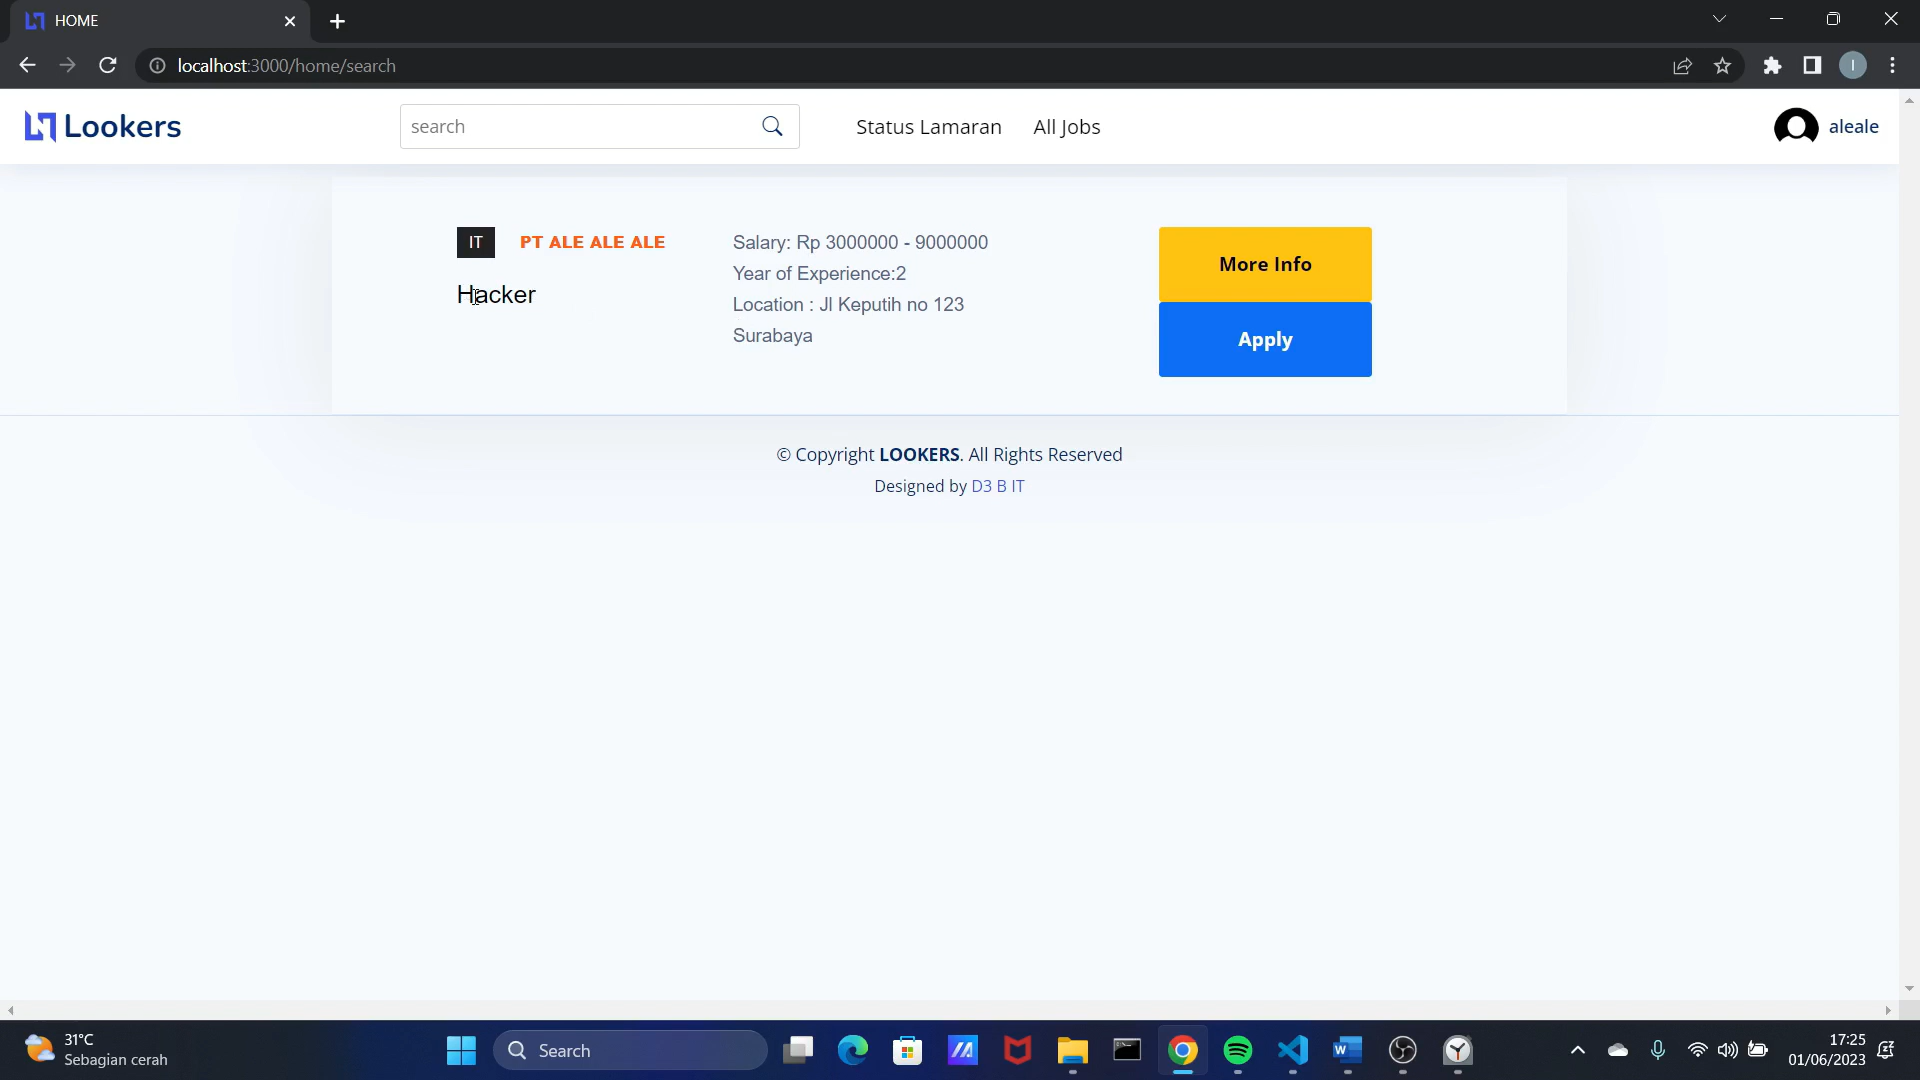 HOME
localhost:3000/home/search
Lookers
search
Status Lamaran
All Jobs
aleale
IT
PT ALE ALE ALE
Hacker
Salary: Rp 3000000 - 9000000
Year of Experience:2
Location : Jl Keputih no 123
Surabaya
More Info
Apply
© Copyright LOOKERS. All Rights Reserved
Designed by D3 B IT
31°C
Sebagian cerah
Search
17:25
01/06/2023